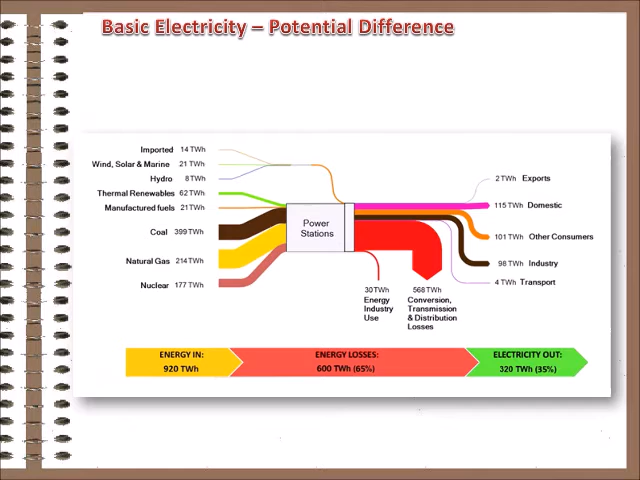 Basic Electricity – Potential Difference
Imported 14 TWh
Wind, Solar & Marine 21 TWh
Hydro 8 TWh
Thermal Renewables 62 TWh
Manufactured fuels 21 TWh
Coal 399 TWh
Natural Gas 214 TWh
Nuclear 177 TWh
Power
Stations
2 TWh Exports
115 TWh Domestic
101 TWh Other Consumers
98 TWh Industry
4 TWh Transport
30 TWh
Energy
Industry
Use
568 TWh
Conversion,
Transmission
& Distribution
Losses
ENERGY IN:
920 TWh
ENERGY LOSSES:
600 TWh (65%)
ELECTRICITY OUT:
320 TWh (35%)